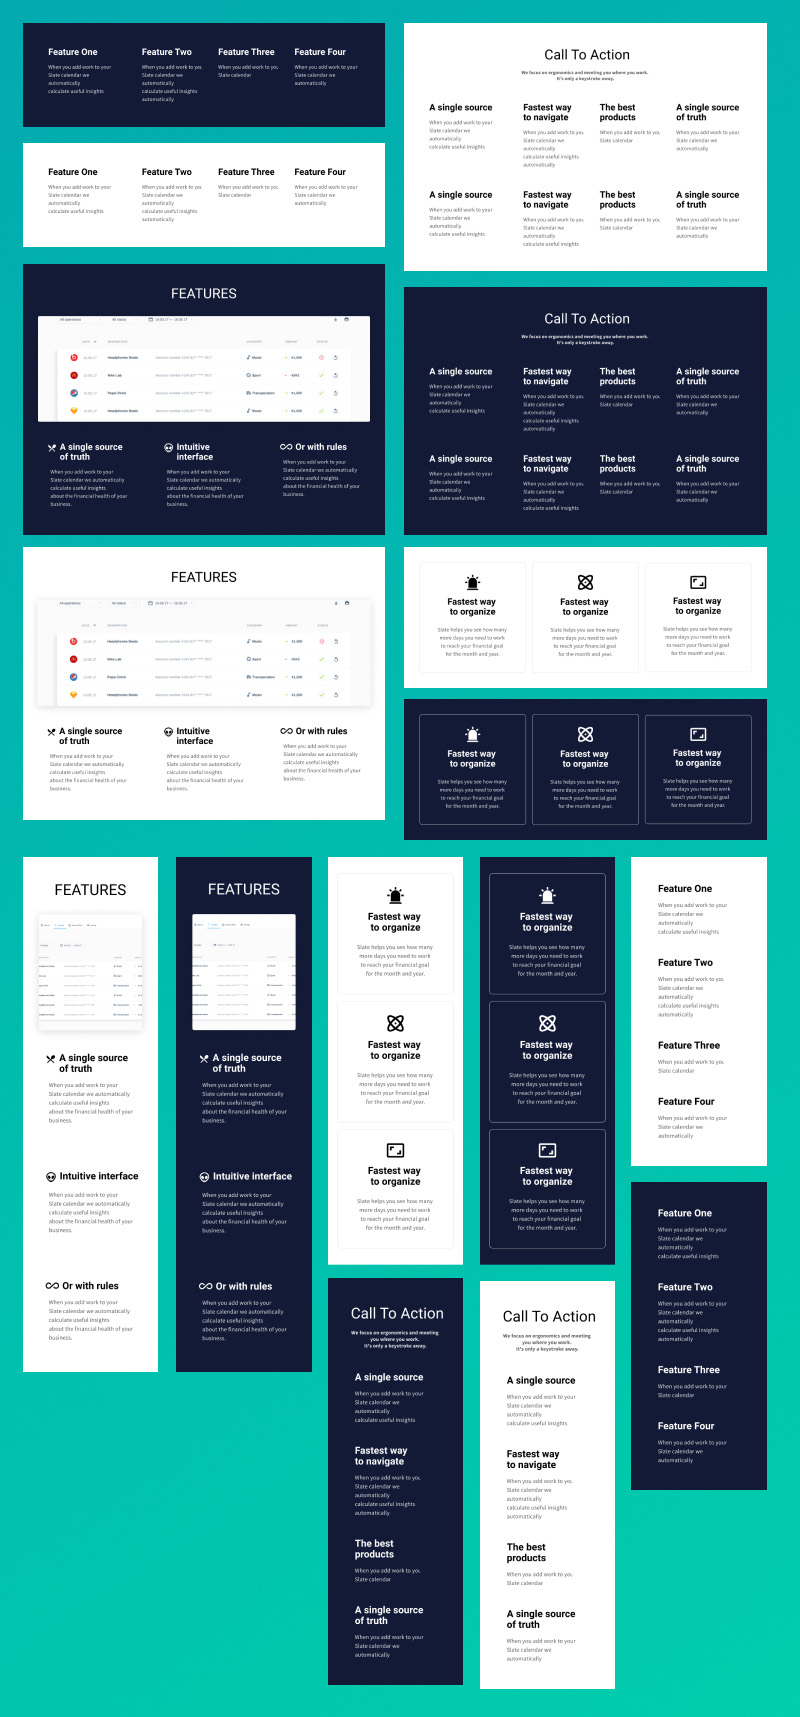 Feature One
When you add work to your
Slate calendar we
automatically
calculate useful insights
Feature Two
When you add work to you
Slate calendar we
automatically
calculate useful insights
automatically
Feature Three
When you add work to you
Slate calendar
Feature Four
When you add work to your
Slate calendar we
automatically
Feature One
When you add work to your
Slate calendar we
automatically
calculate useful insights
Feature Two
When you add work to you
Slate calendar we
automatically
calculate useful insights
automatically
Feature Three
When you add work to you
Slate calendar
Feature Four
When you add work to your
Slate calendar we
automatically
FEATURES
All operations
All status
DATE
DESCRIPTION
CATEGORY
AMOUNT
STATUS
Headphones Beats
Music
Nike Lab
Sport
Pepsi Drink
Transportation
Headphones Beats
Music
A single source
of truth
When you add work to your
Slate calendar we automatically
calculate useful insights
about the financial health of your
business.
Intuitive
interface
When you add work to your
Slate calendar we automatically
calculate useful insights
about the financial health of your
business.
Or with rules
When you add work to your
Slate calendar we automatically
calculate useful insights
about the financial health of your
business.
FEATURES
All operations
All status
DATE
DESCRIPTION
CATEGORY
AMOUNT
STATUS
Headphones Beats
Music
Nike Lab
Sport
Pepsi Drink
Transportation
Headphones Beats
Music
A single source
of truth
When you add work to your
Slate calendar we automatically
calculate useful insights
about the financial health of your
business.
Intuitive
interface
When you add work to your
Slate calendar we automatically
calculate useful insights
about the financial health of your
business.
Or with rules
When you add work to your
Slate calendar we automatically
calculate useful insights
about the financial health of your
business.
Call To Action
We focus on ergonomics and meeting you where you work.
It's only a keystroke away.
A single source
When you add work to your
Slate calendar we
automatically
calculate useful insights
Fastest way
to navigate
When you add work to you
Slate calendar we
automatically
calculate useful insights
automatically
The best
products
When you add work to you
Slate calendar
A single source
of truth
When you add work to your
Slate calendar we
automatically
A single source
When you add work to your
Slate calendar we
automatically
calculate useful insights
Fastest way
to navigate
When you add work to you
Slate calendar we
automatically
calculate useful insights
The best
products
When you add work to you
Slate calendar
A single source
of truth
When you add work to your
Slate calendar we
automatically
Call To Action
We focus on ergonomics and meeting you where you work.
It's only a keystroke away.
A single source
When you add work to your
Slate calendar we
automatically
calculate useful insights
Fastest way
to navigate
When you add work to you
Slate calendar we
automatically
calculate useful insights
automatically
The best
products
When you add work to you
Slate calendar
A single source
of truth
When you add work to your
Slate calendar we
automatically
A single source
When you add work to your
Slate calendar we
automatically
calculate useful insights
Fastest way
to navigate
When you add work to you
Slate calendar we
automatically
calculate useful insights
The best
products
When you add work to you
Slate calendar
A single source
of truth
When you add work to your
Slate calendar we
automatically
Fastest way
to organize
Slate helps you see how many
more days you need to work
to reach your financial goal
for the month and year.
Fastest way
to organize
Slate helps you see how many
more days you need to work
to reach your financial goal
for the month and year.
Fastest way
to organize
Slate helps you see how many
more days you need to work
to reach your financial goal
for the month and year.
Fastest way
to organize
Slate helps you see how many
more days you need to work
to reach your financial goal
for the month and year.
Fastest way
to organize
Slate helps you see how many
more days you need to work
to reach your financial goal
for the month and year.
Fastest way
to organize
Slate helps you see how many
more days you need to work
to reach your financial goal
for the month and year.
FEATURES
A single source
of truth
When you add work to your
Slate calendar we automatically
calculate useful insights
about the financial health of your
business.
Intuitive interface
When you add work to your
Slate calendar we automatically
calculate useful insights
about the financial health of your
business.
Or with rules
When you add work to your
Slate calendar we automatically
calculate useful insights
about the financial health of your
business.
FEATURES
A single source
of truth
When you add work to your
Slate calendar we automatically
calculate useful insights
about the financial health of your
business.
Intuitive interface
When you add work to your
Slate calendar we automatically
calculate useful insights
about the financial health of your
business.
Or with rules
When you add work to your
Slate calendar we automatically
calculate useful insights
about the financial health of your
business.
Fastest way
to organize
Slate helps you see how many
more days you need to work
to reach your financial goal
for the month and year.
Fastest way
to organize
Slate helps you see how many
more days you need to work
to reach your financial goal
for the month and year.
Fastest way
to organize
Slate helps you see how many
more days you need to work
to reach your financial goal
for the month and year.
Fastest way
to organize
Slate helps you see how many
more days you need to work
to reach your financial goal
for the month and year.
Fastest way
to organize
Slate helps you see how many
more days you need to work
to reach your financial goal
for the month and year.
Fastest way
to organize
Slate helps you see how many
more days you need to work
to reach your financial goal
for the month and year.
Feature One
When you add work to your
Slate calendar we
automatically
calculate useful insights
Feature Two
When you add work to you
Slate calendar we
automatically
calculate useful insights
automatically
Feature Three
When you add work to you
Slate calendar
Feature Four
When you add work to your
Slate calendar we
automatically
Feature One
When you add work to your
Slate calendar we
automatically
calculate useful insights
Feature Two
When you add work to you
Slate calendar we
automatically
calculate useful insights
automatically
Feature Three
When you add work to you
Slate calendar
Feature Four
When you add work to your
Slate calendar we
automatically
Call To Action
We focus on ergonomics and meeting
you where you work.
It's only a keystroke away.
A single source
When you add work to your
Slate calendar we
automatically
calculate useful insights
Fastest way
to navigate
When you add work to you
Slate calendar we
automatically
calculate useful insights
automatically
The best
products
When you add work to you
Slate calendar
A single source
of truth
When you add work to your
Slate calendar we
automatically
Call To Action
We focus on ergonomics and meeting
you where you work.
It's only a keystroke away.
A single source
When you add work to your
Slate calendar we
automatically
calculate useful insights
Fastest way
to navigate
When you add work to you
Slate calendar we
automatically
calculate useful insights
automatically
The best
products
When you add work to you
Slate calendar
A single source
of truth
When you add work to your
Slate calendar we
automatically